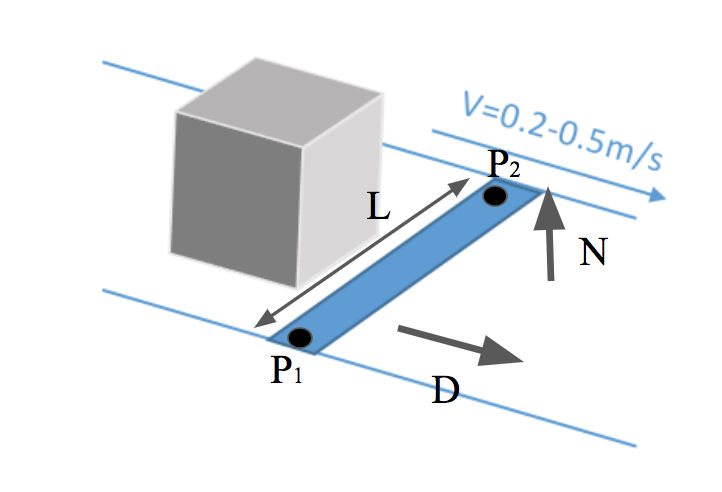 V=0.2-0.5m/s
P₂
L
N
P₁
D